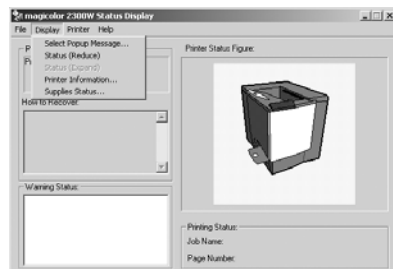 magicolor 2300W Status Display
File Display Printer Help
Select Popup Message...
Status (Reduce)
Status (Expand)
Printer Information...
Supplies Status...
How to Recover:
Warning Status:
Printer Status Figure:
Printing Status:
Job Name:
Page Number: